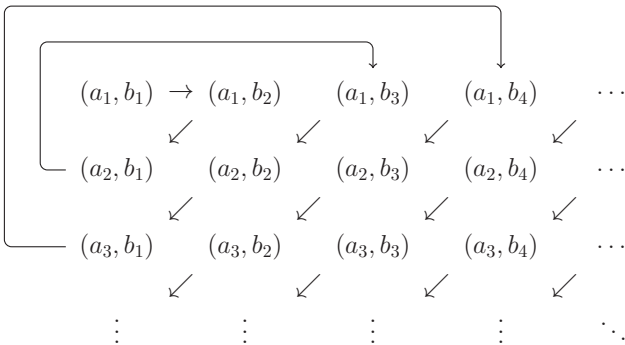 (a₁, b₁) → (a₁, b₂) (a₁, b₃) (a₁, b₄) ⋯
↙ ↙ ↙ ↙
(a₂, b₁) (a₂, b₂) (a₂, b₃) (a₂, b₄) ⋯
↙ ↙ ↙ ↙
(a₃, b₁) (a₃, b₂) (a₃, b₃) (a₃, b₄) ⋯
↙ ↙ ↙ ↙
⋮ ⋮ ⋮ ⋮ ⋱